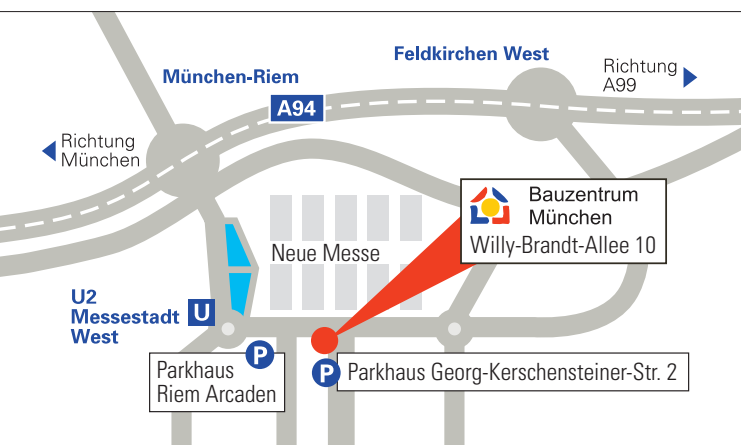 Feldkirchen West
München-Riem
Richtung
A99
A94
Richtung
München
Bauzentrum
München
Willy-Brandt-Allee 10
Neue Messe
U2
Messestadt
West
U
P
Parkhaus
Riem Arcaden
P
Parkhaus Georg-Kerschensteiner-Str. 2